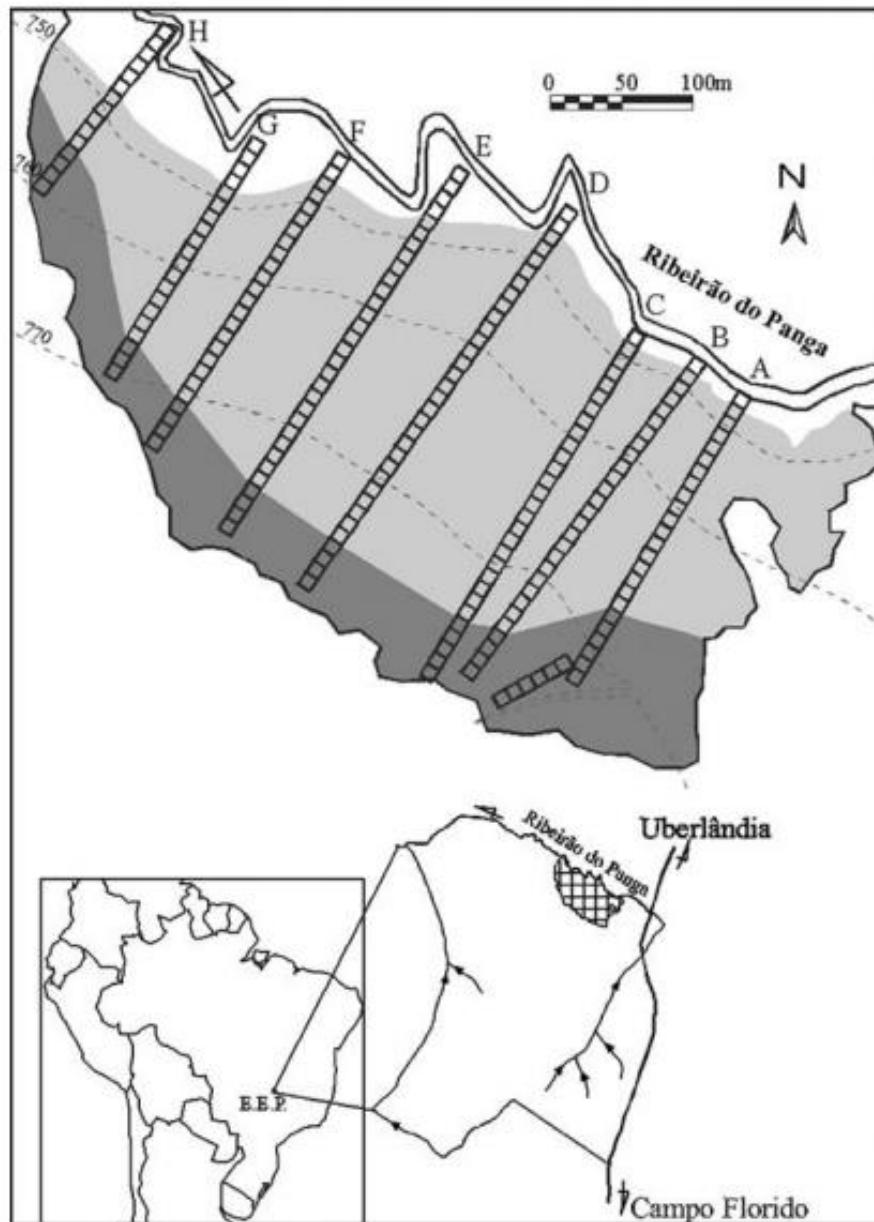 750
H
0 50 100m
G
F
E
D
760
N
Ribeirão do Panga
770
C
B
A
Ribeirão do Panga
Uberlândia
E.E.P.
Campo Florido